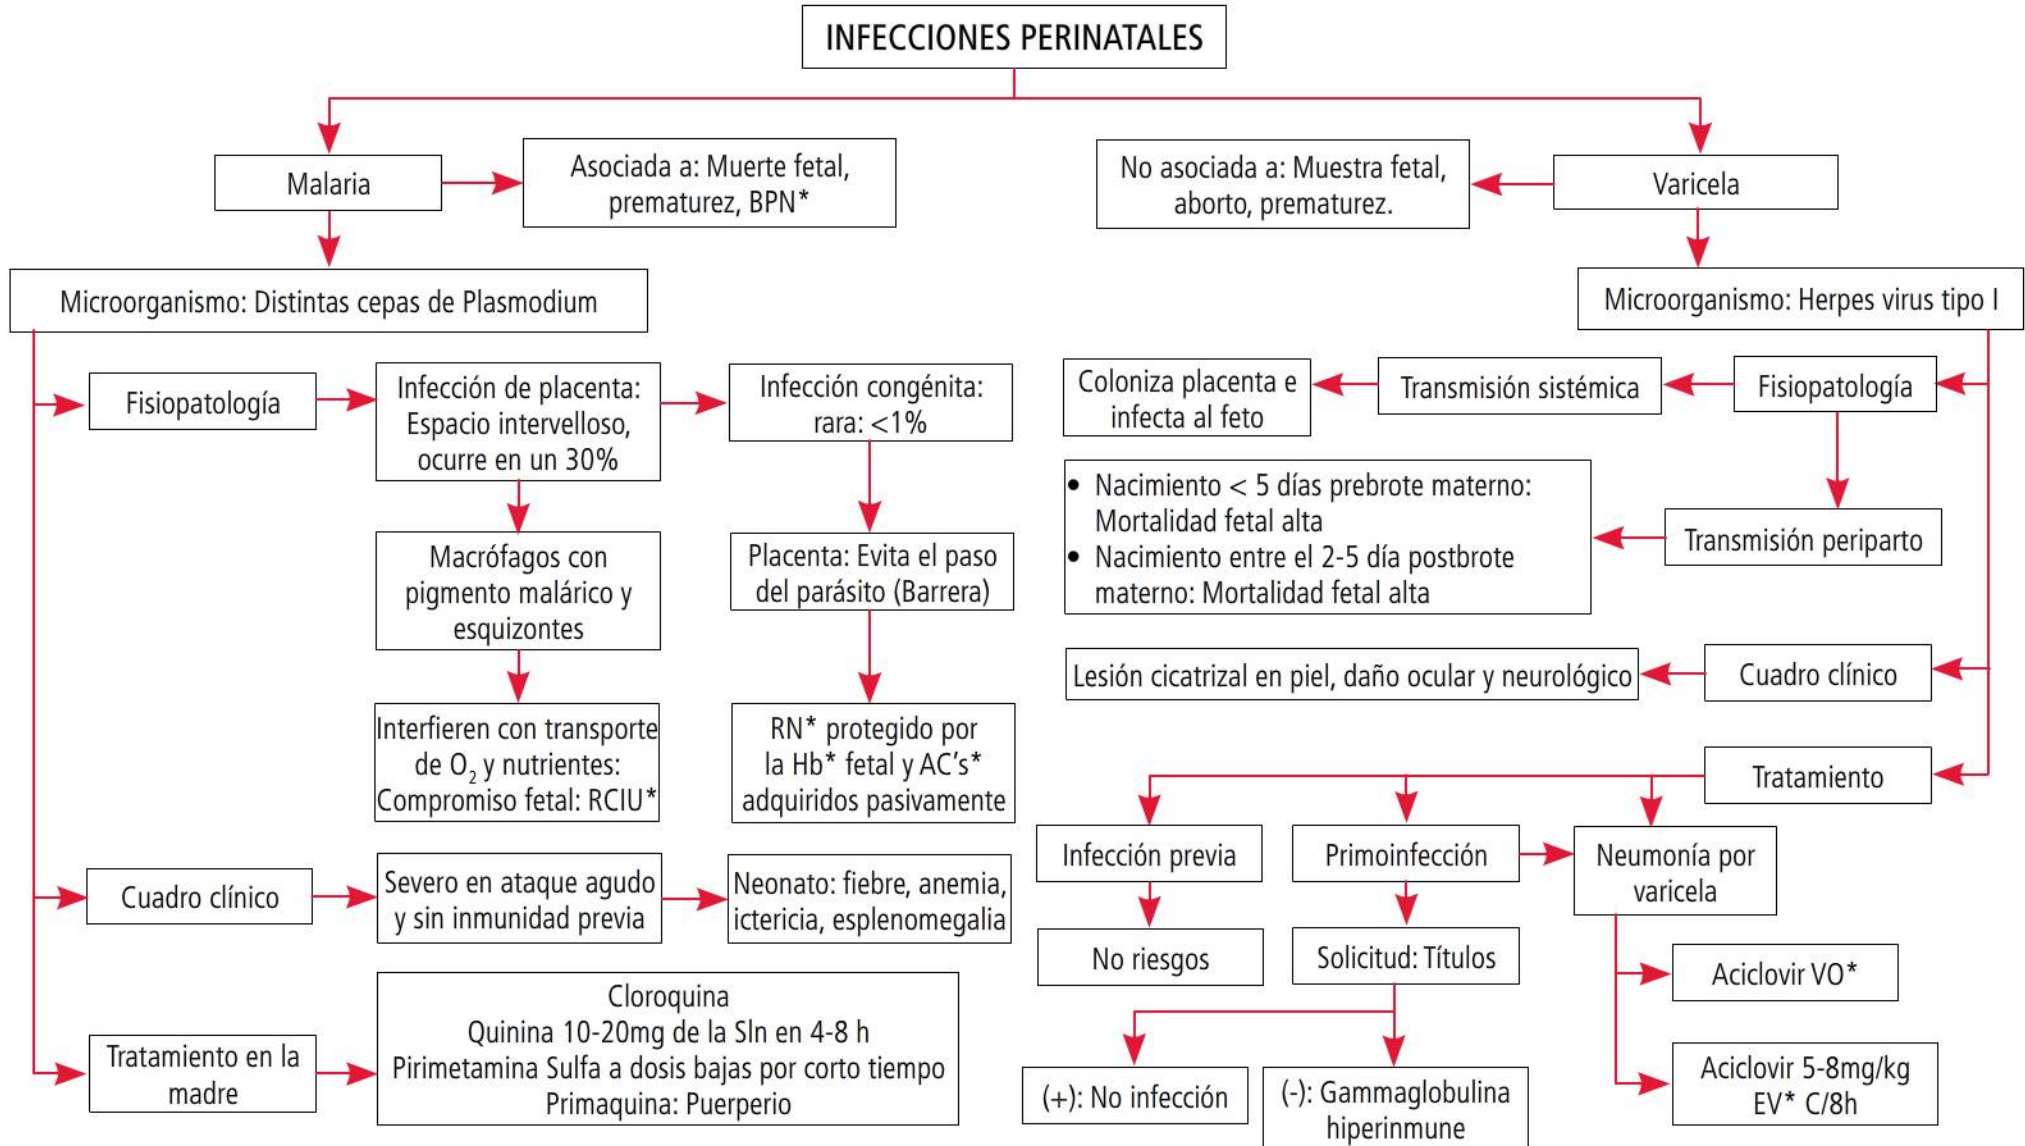 INFECCIONES PERINATALES
Malaria
Asociada a: Muerte fetal,
prematurez, BPN*
No asociada a: Muestra fetal,
aborto, prematurez.
Varicela
Microorganismo: Distintas cepas de Plasmodium
Microorganismo: Herpes virus tipo I
Fisiopatología
Infección de placenta:
Espacio intervelloso,
ocurre en un 30%
Infección congénita:
rara: <1%
Macrófagos con
pigmento malárico y
esquizontes
Placenta: Evita el paso
del parásito (Barrera)
Interfieren con transporte
de O₂ y nutrientes:
Compromiso fetal: RCIU*
RN* protegido por
la Hb* fetal y AC’s*
adquiridos pasivamente
Cuadro clínico
Severo en ataque agudo
y sin inmunidad previa
Neonato: fiebre, anemia,
ictericia, esplenomegalia
Tratamiento en la
madre
Cloroquina
Quinina 10-20mg de la Sln en 4-8 h
Pirimetamina Sulfa a dosis bajas por corto tiempo
Primaquina: Puerperio
Coloniza placenta e
infecta al feto
Transmisión sistémica
Fisiopatología
• Nacimiento < 5 días prebrote materno:
Mortalidad fetal alta
• Nacimiento entre el 2-5 día postbrote
materno: Mortalidad fetal alta
Transmisión periparto
Lesión cicatrizal en piel, daño ocular y neurológico
Cuadro clínico
Tratamiento
Infección previa
Primoinfección
Neumonía por
varicela
No riesgos
Solicitud: Títulos
Aciclovir VO*
(+): No infección
(-): Gammaglobulina
hiperinmune
Aciclovir 5-8mg/kg
EV* C/8h